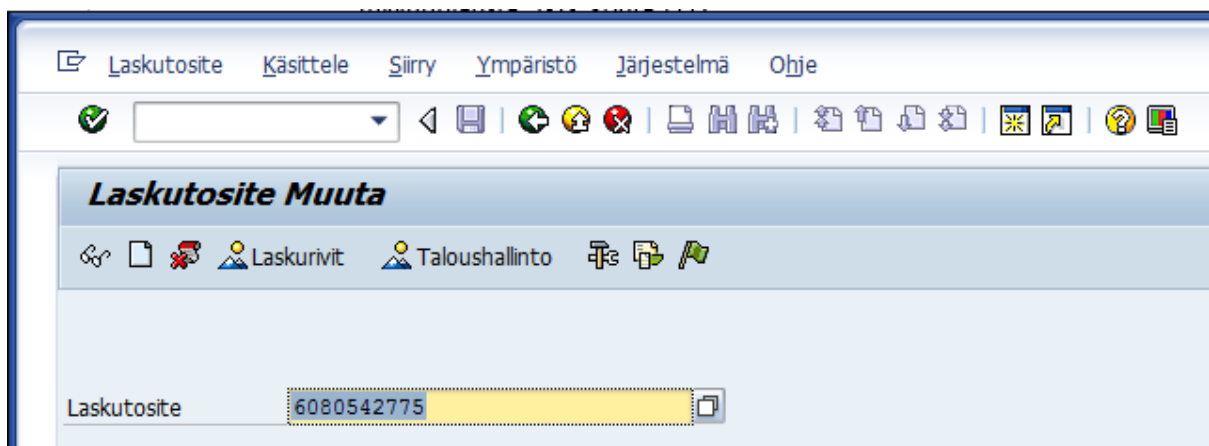 Laskutosite Käsittele Siirry Ympäristö Järjestelmä Ohje
Laskutosite Muuta
Laskurivit Taloushallinto
Laskutosite 6080542775